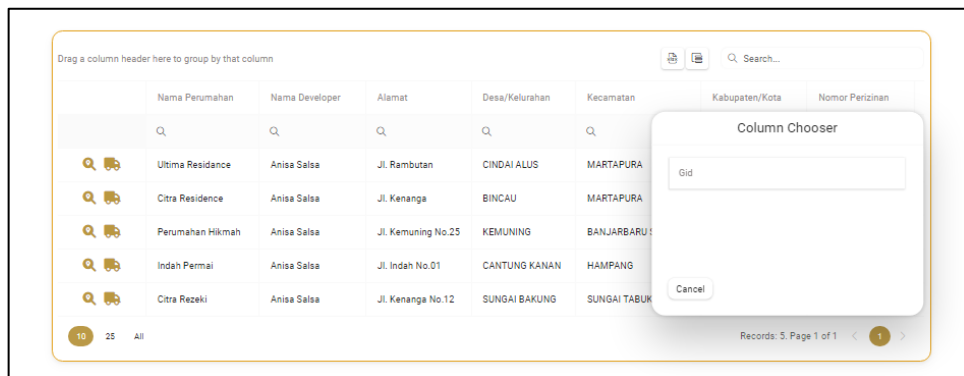 Drag a column header here to group by that column
Search...
Nama Perumahan Nama Developer Alamat Desa/Kelurahan Kecamatan Kabupaten/Kota Nomor Perizinan
Column Chooser
Gid
Ultima Residance Anisa Salsa Jl. Rambutan CINDAI ALUS MARTAPURA
Citra Residence Anisa Salsa Jl. Kenanga BINCAU MARTAPURA
Perumahan Hikmah Anisa Salsa Jl. Kemuning No.25 KEMUNING BANJARBARU
Indah Permai Anisa Salsa Jl. Indah No.01 CANTUNG KANAN HAMPANG
Citra Rezeki Anisa Salsa Jl. Kenanga No.12 SUNGAI BAKUNG SUNGAI TABUK
Cancel
10 25 All
Records: 5. Page 1 of 1 1